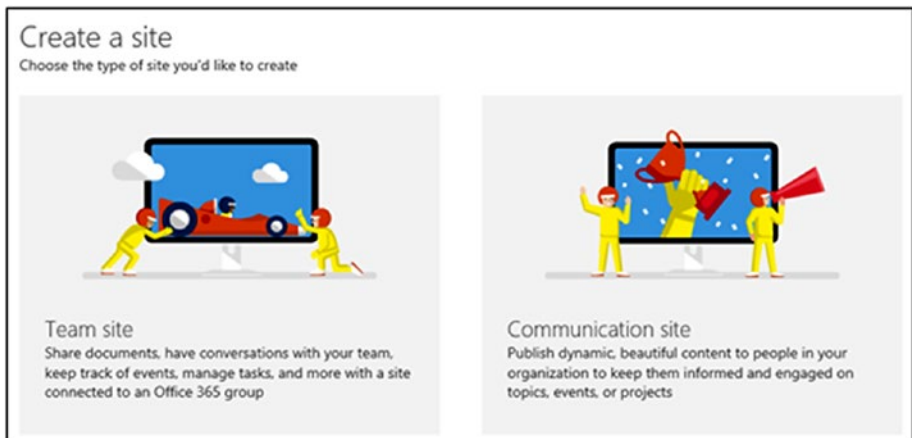 Create a site
Choose the type of site you'd like to create
Team site
Share documents, have conversations with your team,
keep track of events, manage tasks, and more with a site
connected to an Office 365 group
Communication site
Publish dynamic, beautiful content to people in your
organization to keep them informed and engaged on
topics, events, or projects